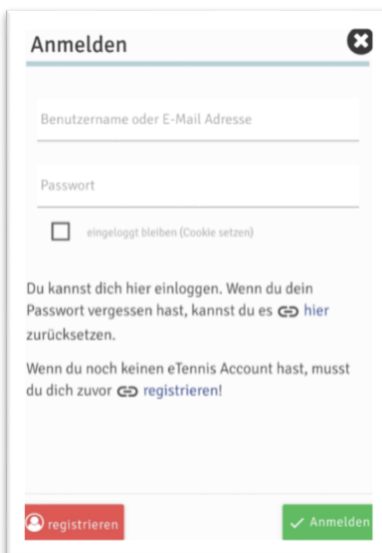 Anmelden
Benutzername oder E-Mail Adresse
Passwort
eingeloggt bleiben (Cookie setzen)
Du kannst dich hier einloggen. Wenn du dein
Passwort vergessen hast, kannst du es hier
zurücksetzen.
Wenn du noch keinen eTennis Account hast, musst
du dich zuvor registrieren!
registrieren
Anmelden